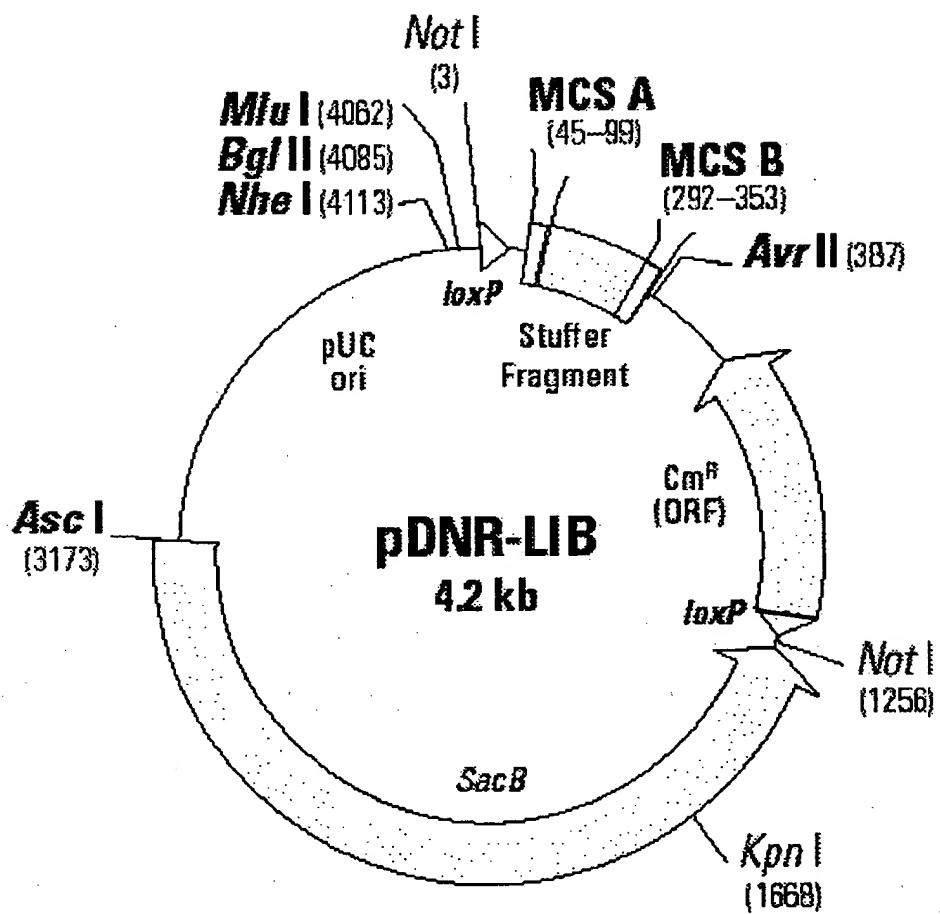 Not I
(3)
Mlu I (4062)
Bgl II (4085)
Nhe I (4113)
MCS A
(45–99)
MCS B
(292–353)
Avr II (387)
loxP
Stuffer
Fragment
pUC
ori
CmR
(ORF)
Asc I
(3173)
pDNR-LIB
4.2 kb
loxP
Not I
(1256)
SacB
Kpn I
(1668)